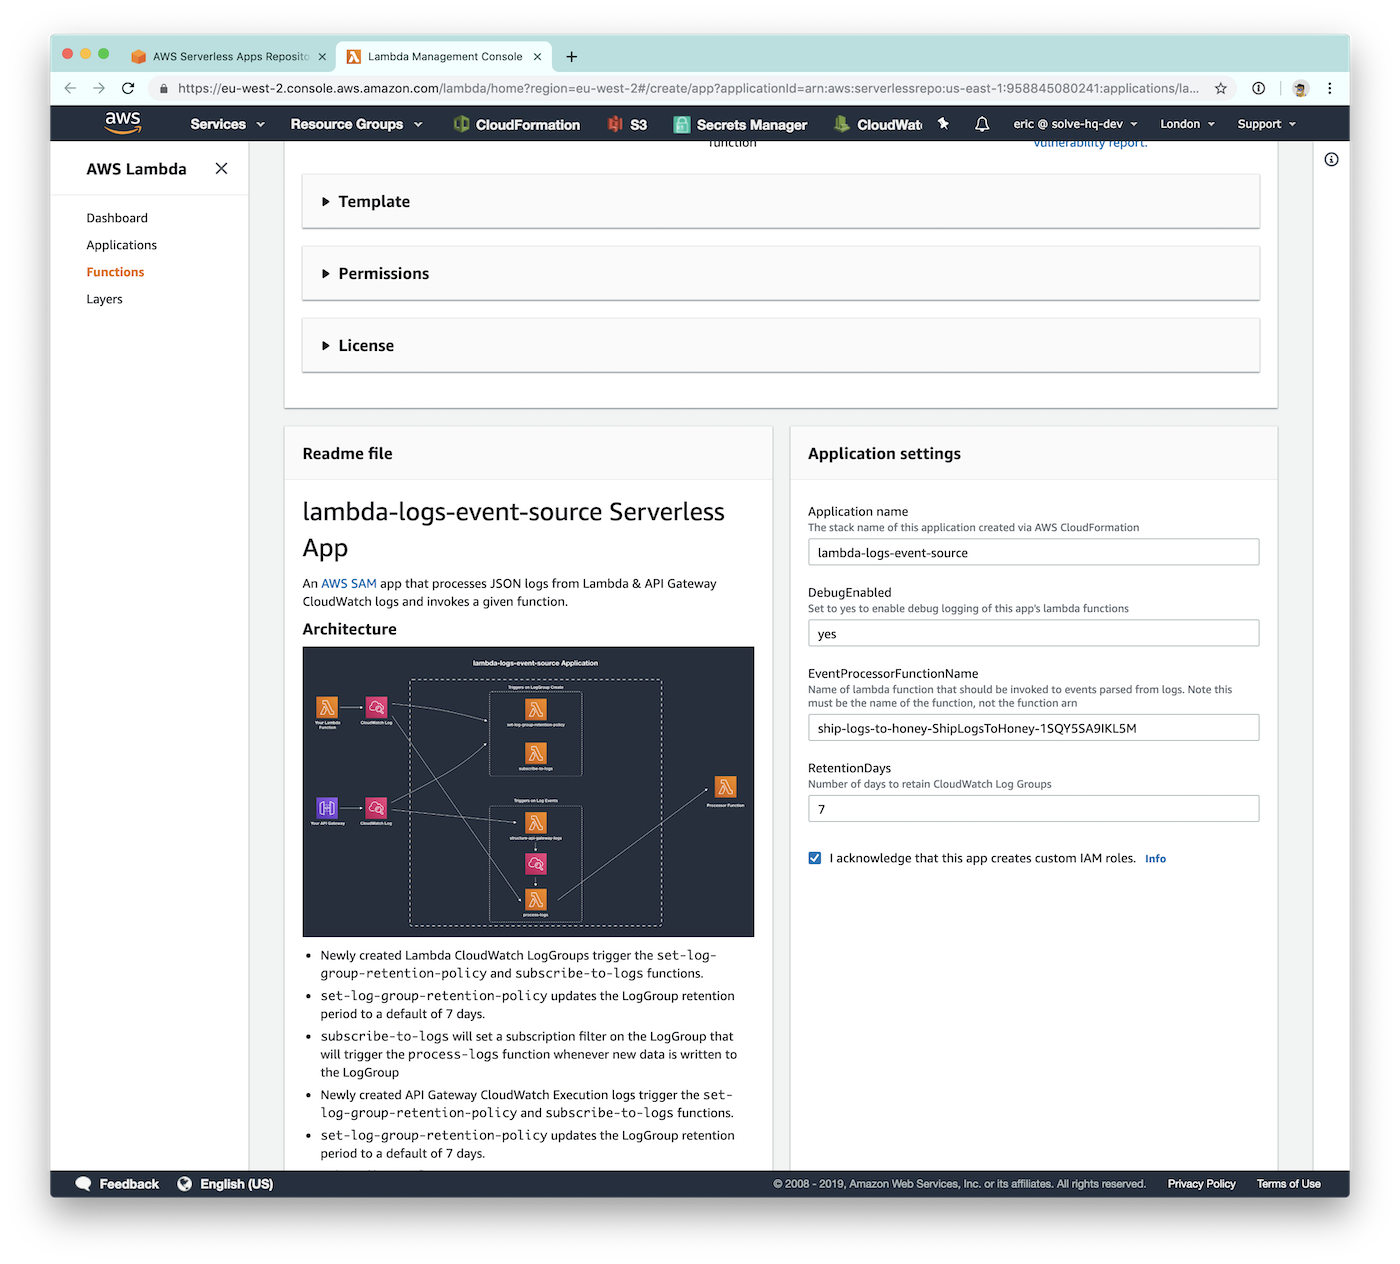 AWS Serverless Apps Reposito
Lambda Management Console
https://eu-west-2.console.aws.amazon.com/lambda/home?region=eu-west-2#/create/app?applicationId=arn:aws:serverlessrepo:us-east-1:958845080241:applications/la...
aws
Services
Resource Groups
CloudFormation
S3
Secrets Manager
CloudWat
eric @ solve-hq-dev
London
Support
AWS Lambda
Dashboard
Applications
Functions
Layers
function
vulnerability report.
Template
Permissions
License
Readme file
lambda-logs-event-source Serverless
App
An AWS SAM app that processes JSON logs from Lambda & API Gateway
CloudWatch logs and invokes a given function.
Architecture
lambda-logs-event-source Application
Triggers on LogGroup Create
Your Lambda
Function
CloudWatch Log
set-log-group-retention-policy
subscribe-to-logs
Your API Gateway
CloudWatch Log
Triggers on Log Events
structure-api-gateway-logs
process-logs
Processor Function
• Newly created Lambda CloudWatch LogGroups trigger the set-log-
group-retention-policy and subscribe-to-logs functions.
• set-log-group-retention-policy updates the LogGroup retention
period to a default of 7 days.
• subscribe-to-logs will set a subscription filter on the LogGroup that
will trigger the process-logs function whenever new data is written to
the LogGroup
• Newly created API Gateway CloudWatch Execution logs trigger the set-
log-group-retention-policy and subscribe-to-logs functions.
• set-log-group-retention-policy updates the LogGroup retention
period to a default of 7 days.
Application settings
Application name
The stack name of this application created via AWS CloudFormation
lambda-logs-event-source
DebugEnabled
Set to yes to enable debug logging of this app's lambda functions
yes
EventProcessorFunctionName
Name of lambda function that should be invoked to events parsed from logs. Note this
must be the name of the function, not the function arn
ship-logs-to-honey-ShipLogsToHoney-1SQY5SA9IKL5M
RetentionDays
Number of days to retain CloudWatch Log Groups
7
I acknowledge that this app creates custom IAM roles. Info
Feedback
English (US)
© 2008 - 2019, Amazon Web Services, Inc. or its affiliates. All rights reserved.
Privacy Policy
Terms of Use